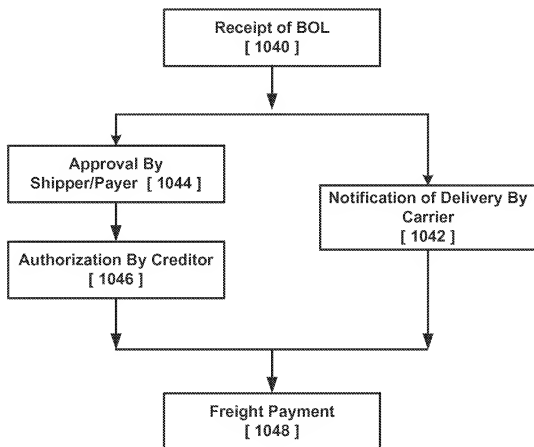 Receipt of BOL
[ 1040 ]
Approval By
Shipper/Payer [ 1044 ]
Notification of Delivery By
Carrier
[ 1042 ]
Authorization By Creditor
[ 1046 ]
Freight Payment
[ 1048 ]